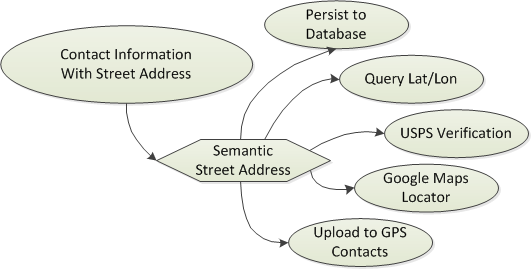 Contact Information
With Street Address
Persist to
Database
Query Lat/Lon
USPS Verification
Semantic
Street Address
Google Maps
Locator
Upload to GPS
Contacts